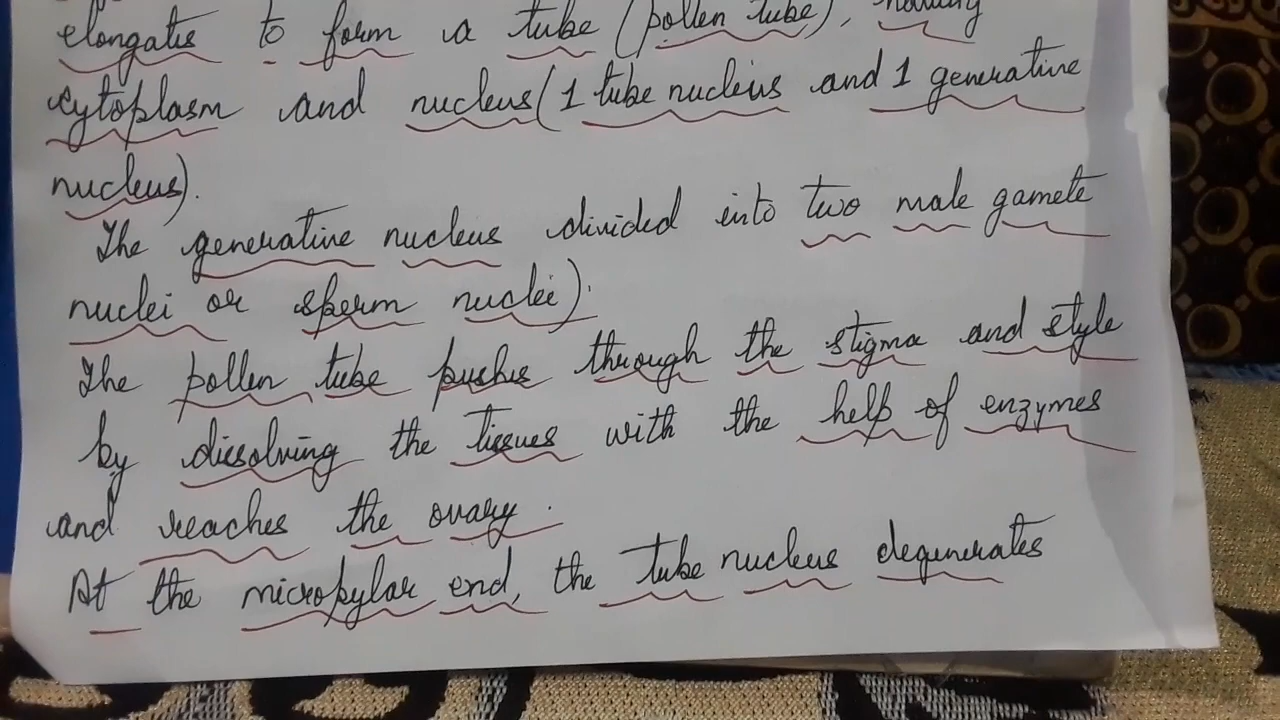 elongates to form a tube (pollen tube), having
cytoplasm and nucleus(1 tube nucleus and 1 generative
nucleus).
The generative nucleus divided into two male gamete
nuclei or sperm nuclei).
The pollen tube pushes through the stigma and style
by dissolving the tissues with the help of enzymes
and reaches the ovary.
At the micropylar end, the tube nucleus degenerates